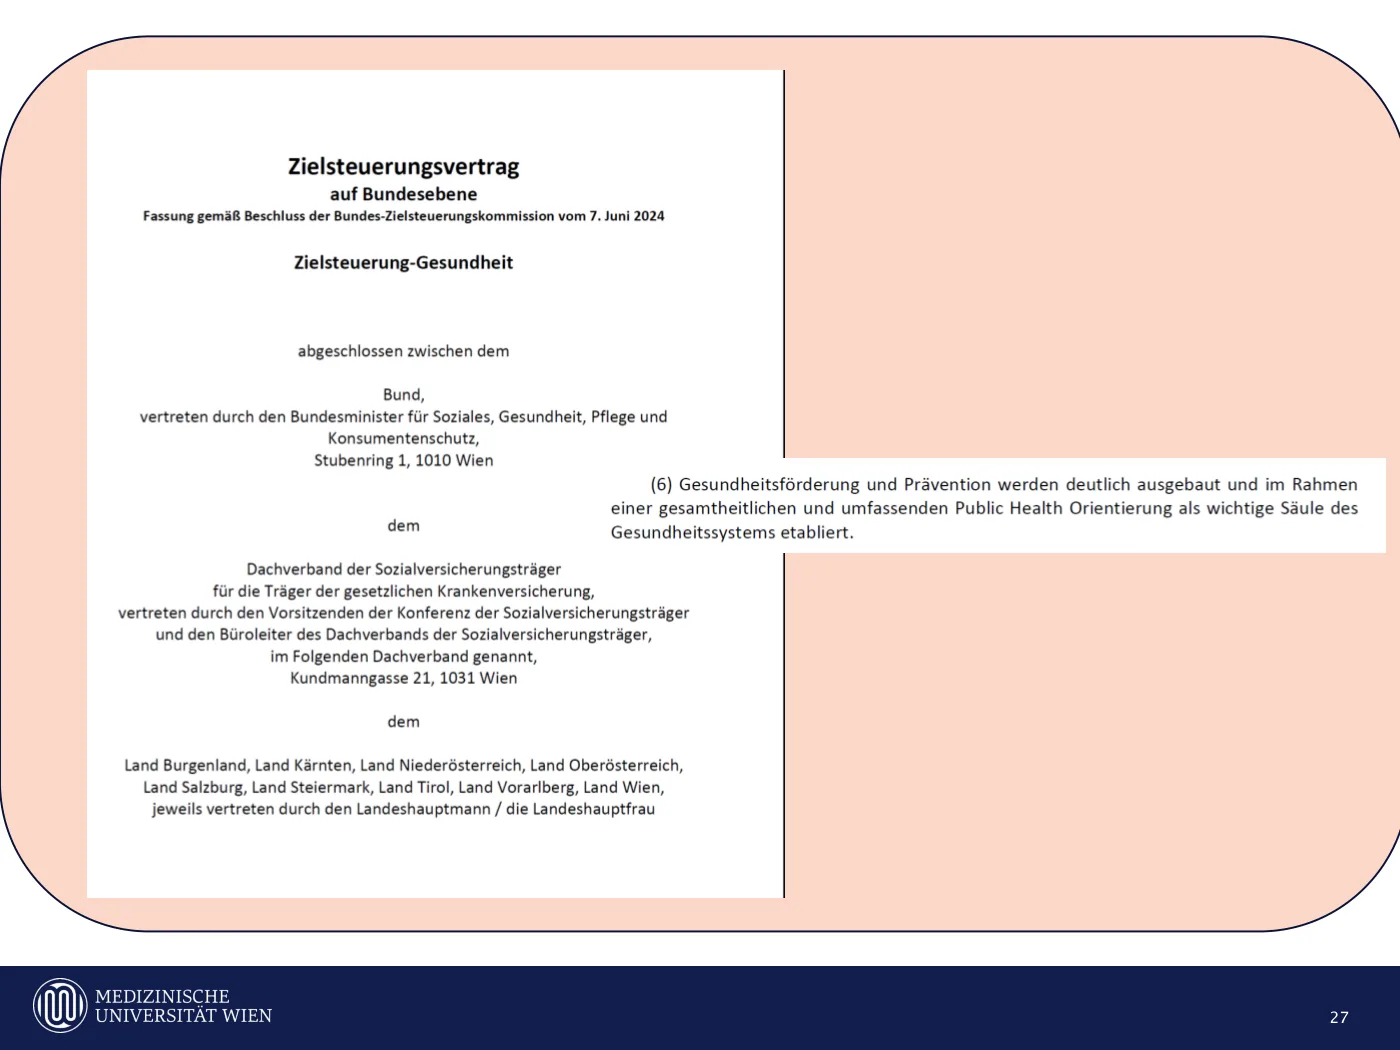 Zielsteuerungsvertrag
auf Bundesebene
Fassung gemäß Beschluss der Bundes-Zielsteuerungskommission vom 7. Juni 2024
Zielsteuerung-Gesundheit
abgeschlossen zwischen dem
Bund,
vertreten durch den Bundesminister für Soziales, Gesundheit, Pflege und
Konsumentenschutz,
Stubenring 1, 1010 Wien
dem
Dachverband der Sozialversicherungsträger
für die Träger der gesetzlichen Krankenversicherung,
vertreten durch den Vorsitzenden der Konferenz der Sozialversicherungsträger
und den Büroleiter des Dachverbands der Sozialversicherungsträger,
im Folgenden Dachverband genannt,
Kundmanngasse 21, 1031 Wien
dem
Land Burgenland, Land Kärnten, Land Niederösterreich, Land Oberösterreich,
Land Salzburg, Land Steiermark, Land Tirol, Land Vorarlberg, Land Wien,
jeweils vertreten durch den Landeshauptmann / die Landeshauptfrau
(6) Gesundheitsförderung und Prävention werden deutlich ausgebaut und im Rahmen
einer gesamtheitlichen und umfassenden Public Health Orientierung als wichtige Säule des
Gesundheitssystems etabliert.
MEDIZINISCHE
UNIVERSITÄT WIEN
27